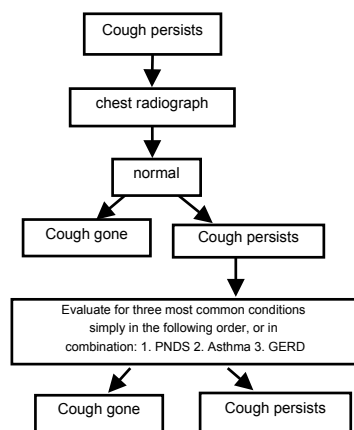 Cough persists
chest radiograph
normal
Cough gone
Cough persists
Evaluate for three most common conditions
simply in the following order, or in
combination: 1. PNDS 2. Asthma 3. GERD
Cough gone
Cough persists